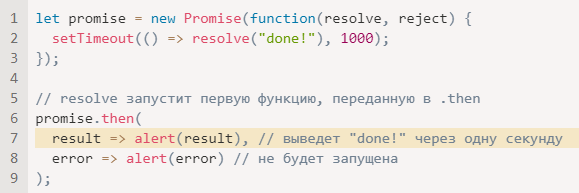 1 let promise = new Promise(function(resolve, reject) {
2   setTimeout(() => resolve("done!"), 1000);
3 });
4
5 // resolve запустит первую функцию, переданную в .then
6 promise.then(
7   result => alert(result), // выведет "done!" через одну секунду
8   error => alert(error) // не будет запущена
9 );